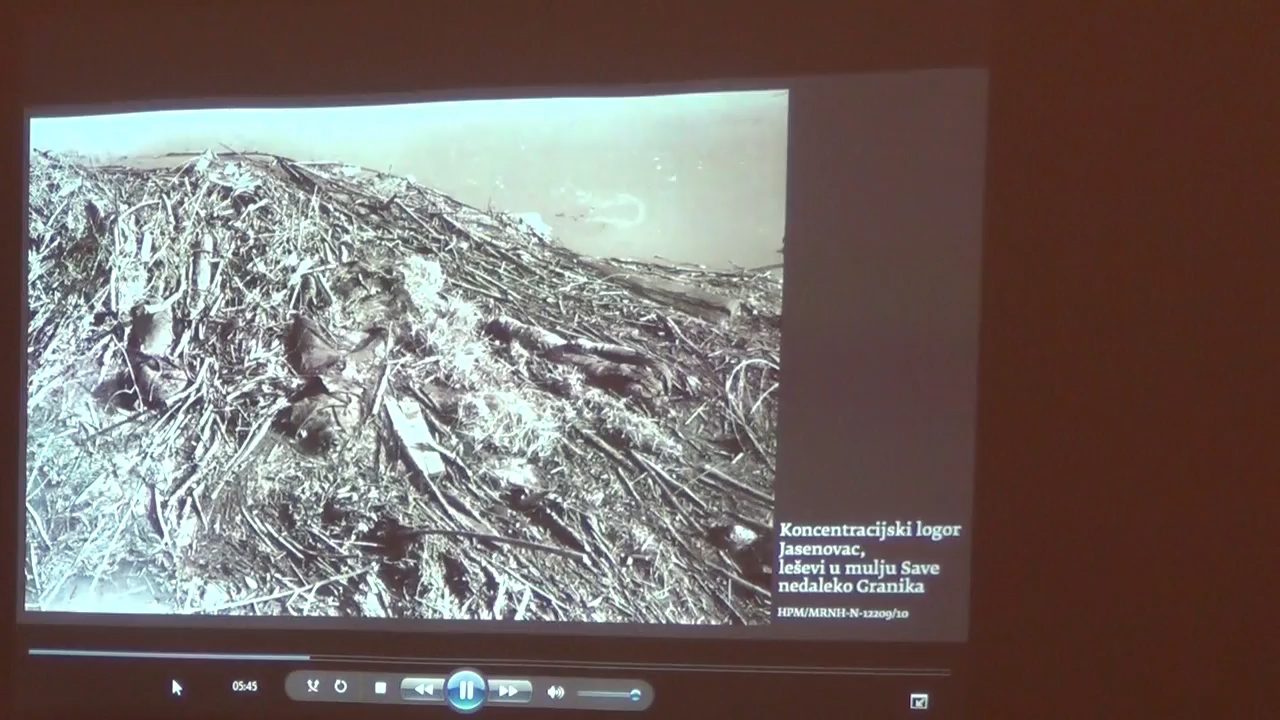 Koncentracijski logor
Jasenovac,
leševi u mulju Save
nedaleko Granika
HPM/MRNH-N-12209/10
05:45